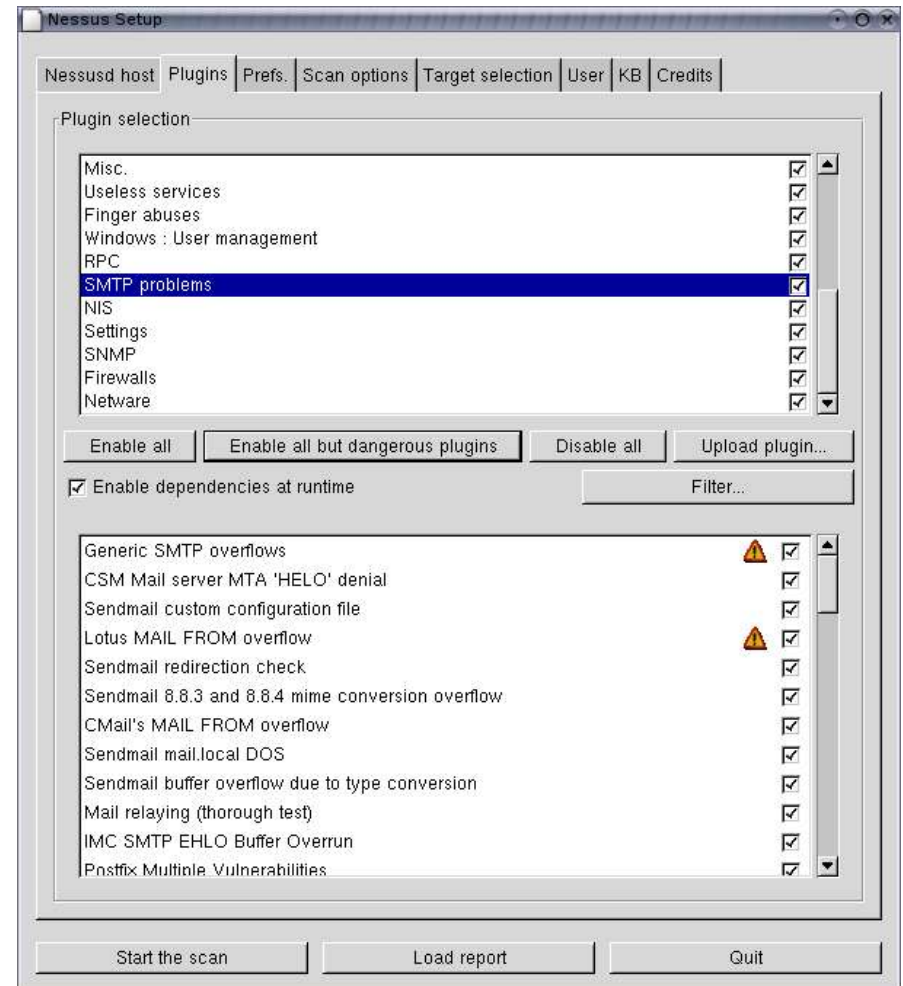 Nessus Setup
Nessusd host Plugins Prefs. Scan options Target selection User KB Credits
Plugin selection
Misc.
Useless services
Finger abuses
Windows : User management
RPC
SMTP problems
NIS
Settings
SNMP
Firewalls
Netware
Enable all Enable all but dangerous plugins Disable all Upload plugin...
Enable dependencies at runtime Filter...
Generic SMTP overflows
CSM Mail server MTA 'HELO' denial
Sendmail custom configuration file
Lotus MAIL FROM overflow
Sendmail redirection check
Sendmail 8.8.3 and 8.8.4 mime conversion overflow
CMail's MAIL FROM overflow
Sendmail mail.local DOS
Sendmail buffer overflow due to type conversion
Mail relaying (thorough test)
IMC SMTP EHLO Buffer Overrun
Postfix Multiple Vulnerabilities
Start the scan Load report Quit